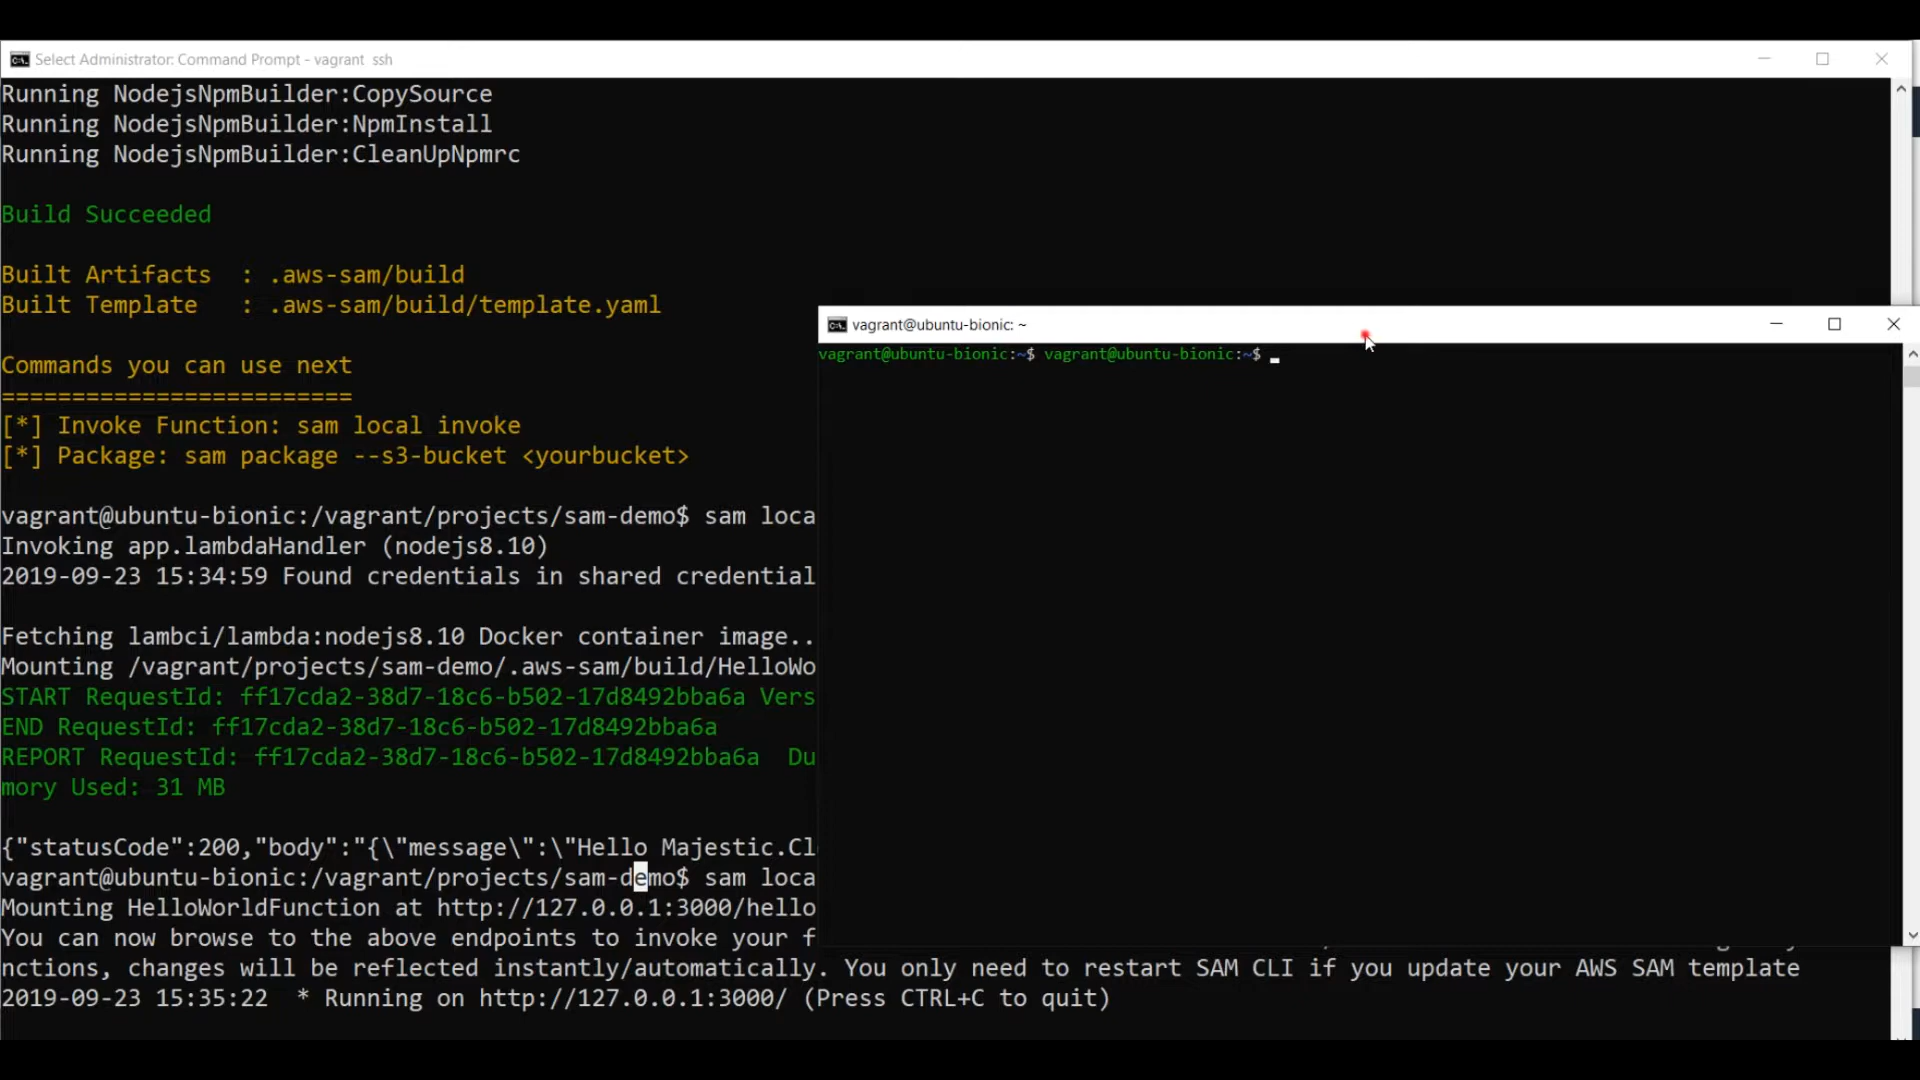 Select Administrator: Command Prompt - vagrant  ssh
Running NodejsNpmBuilder:CopySource
Running NodejsNpmBuilder:NpmInstall
Running NodejsNpmBuilder:CleanUpNpmrc
Build Succeeded
Built Artifacts  : .aws-sam/build
Built Template   : .aws-sam/build/template.yaml
Commands you can use next
=========================
[*] Invoke Function: sam local invoke
[*] Package: sam package --s3-bucket <yourbucket>
vagrant@ubuntu-bionic:/vagrant/projects/sam-demo$ sam loca
Invoking app.lambdaHandler (nodejs8.10)
2019-09-23 15:34:59 Found credentials in shared credential
Fetching lambci/lambda:nodejs8.10 Docker container image..
Mounting /vagrant/projects/sam-demo/.aws-sam/build/HelloWo
START RequestId: ff17cda2-38d7-18c6-b502-17d8492bba6a Vers
END RequestId: ff17cda2-38d7-18c6-b502-17d8492bba6a
REPORT RequestId: ff17cda2-38d7-18c6-b502-17d8492bba6a  Du
mory Used: 31 MB
{"statusCode":200,"body":"{\"message\":\"Hello Majestic.Cl
vagrant@ubuntu-bionic:/vagrant/projects/sam-demo$ sam loca
Mounting HelloWorldFunction at http://127.0.0.1:3000/hello
You can now browse to the above endpoints to invoke your f
nctions, changes will be reflected instantly/automatically. You only need to restart SAM CLI if you update your AWS SAM template
2019-09-23 15:35:22  * Running on http://127.0.0.1:3000/ (Press CTRL+C to quit)
vagrant@ubuntu-bionic: ~
vagrant@ubuntu-bionic:~$ vagrant@ubuntu-bionic:~$